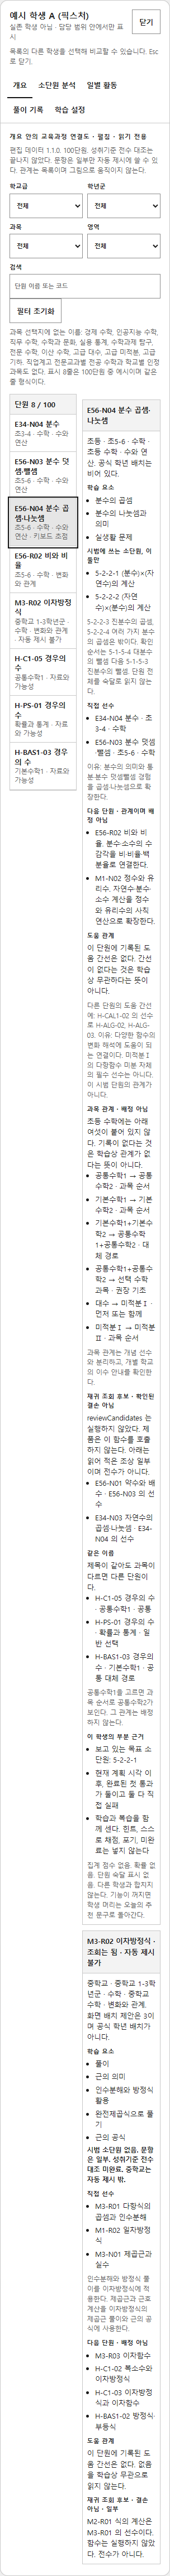 예시 학생 A (픽스처)
실존 학생 아님 · 담당 범위 안에서만 표
시
닫기
목록의 다른 학생을 선택해 비교할 수 있습니다. Esc
로 닫기.
개요
소단원 분석
일별 활동
풀이 기록
학습 설정
개요 안의 교육과정 연결도 · 펼침 · 읽기 전용
편집 데이터 1.1.0, 100단원. 성취기준 전수 대조는
끝나지 않았다. 문항은 일부만 자동 제시에 쓸 수 있
다. 관계는 목록이며 그림으로 움직이지 않는다.
학교급
학년군
전체
전체
과목
영역
전체
전체
검색
단원 이름 또는 코드
필터 초기화
과목 선택지에 없는 이름: 경제 수학, 인공지능 수학,
직무 수학, 수학과 문화, 실용 통계, 수학과제 탐구,
전문 수학, 이산 수학, 고급 대수, 고급 미적분, 고급
기하, 직업계고 전문교과별 전공 수학과 학교별 인정
과목도 없다. 표시 8줄은 100단원 중 예시이며 같은
줄 형식이다.
단원 8 / 100
E34-N04 분수
초3-4 · 수학 · 수와
연산
E56-N03 분수 덧
셈·뺄셈
초5-6 · 수학 · 수와
연산
E56-N04 분수 곱
셈·나눗셈
초5-6 · 수학 · 수와
연산 · 키보드 초점
E56-R02 비와 비
율
초5-6 · 수학 · 변화
와 관계
M3-R02 이차방정
식
중학교 1-3학년군
· 수학 · 변화와 관계
· 자동 제시 불가
H-C1-05 경우의
수
공통수학1 · 자료와
가능성
H-PS-01 경우의
수
확률과 통계 · 자료
와 가능성
H-BAS1-03 경우
의 수
기본수학1 · 자료와
가능성
E56-N04 분수 곱셈·
나눗셈
초등 · 초5-6 · 수학 ·
초등 수학 · 수와 연
산. 공식 학년 배치는
비어 있다.
학습 요소
분수의 곱셈
분수의 나눗셈과
의미
실생활 문제
시범에 쓰는 소단원, 이
둘만
5-2-2-1 (분수)×(자
연수)의 계산
5-2-2-2 (자연
수)×(분수)의 계산
5-2-2-3 진분수의 곱셈,
5-2-2-4 여러 가지 분수
의 곱셈은 밖이다. 확인
순서는 5-1-5-4 대분수
의 뺄셈 다음 5-1-5-3
진분수의 뺄셈. 단원 전
체를 숙달로 읽지 않는
다.
직접 선수
E34-N04 분수 · 초
3-4 · 수학
E56-N03 분수 덧셈
·뺄셈 · 초5-6 · 수학
이유: 분수의 의미와 통
분·분수 덧셈뺄셈 경험
을 곱셈·나눗셈으로 확
장한다.
다음 단원 · 관계이며 배
정 아님
E56-R02 비와 비
율. 분수·소수의 수
감각을 비·비율·백
분율로 연결한다.
M1-N02 정수와 유
리수. 자연수·분수·
소수 계산을 정수
와 유리수의 사칙
연산으로 확장한다.
도움 관계
이 단원에 기록된 도
움 간선은 없다. 간선
이 없다는 것은 학습
상 무관하다는 뜻이
아니다.
다른 단원의 도움 간선
예: H-CAL1-02 의 선수
로 H-ALG-02, H-ALG-
03. 이유: 다양한 함수의
변화 해석에 도움이 되
는 연결이다. 미적분Ⅰ
의 다항함수 미분 자체
의 필수 선수는 아니다.
이 시범 단원의 관계가
아니다.
과목 관계 · 배정 아님
초등 수학에는 아래
여섯이 붙어 있지 않
다. 기록이 없다는 것
은 학습상 관계가 없
다는 뜻이 아니다.
공통수학1 → 공통
수학2 · 과목 순서
기본수학1 → 기본
수학2 · 과목 순서
기본수학1+기본수
학2 → 공통수학
1+공통수학2 · 대
체 경로
공통수학1+공통수
학2 → 선택 수학
과목 · 권장 기초
대수 → 미적분Ⅰ ·
먼저 또는 함께
미적분Ⅰ → 미적분
Ⅱ · 과목 순서
과목 관계는 개념 선수
와 분리하고, 개별 학교
의 이수 안내를 확인한
다.
재귀 조회 후보 · 확인된
결손 아님
reviewCandidates 는
실행하지 않았다. 제
품은 이 함수를 호출
하지 않는다. 아래는
읽어 적은 조상 일부
이며 전수가 아니다.
E56-N01 약수와 배
수 · E56-N03 의 선
수
E34-N03 자연수의
곱셈·나눗셈 · E34-
N04 의 선수
같은 이름
제목이 같아도 과목이
다르면 다른 단원이
다.
H-C1-05 경우의 수
· 공통수학1 · 공통
H-PS-01 경우의 수
· 확률과 통계 · 일
반 선택
H-BAS1-03 경우의
수 · 기본수학1 · 공
통 대체 경로
공통수학1을 고르면 과
목 순서로 공통수학2가
보인다. 그 관계는 배정
하지 않는다.
이 학생의 부분 근거
보고 있는 목표 소
단원: 5-2-2-1
현재 계획 시각 이
후, 완료된 첫 통과
가 둘이고 둘 다 직
접 실패
학습과 복습을 함
께 센다. 힌트, 스스
로 채점, 포기, 미완
료는 넣지 않는다
집계 점수 없음. 확률 없
음. 단원 숙달 표시 없
음. 다른 학생과 합치지
않는다. 기능이 꺼지면
학생 머리는 오늘의 추
천 문구로 돌아간다.
M3-R02 이차방정식 ·
조회는 됨 · 자동 제시
불가
중학교 · 중학교 1-3학
년군 · 수학 · 중학교
수학 · 변화와 관계.
화면 배치 제안은 3이
며 공식 학년 배치가
아니다.
학습 요소
풀이
근의 의미
인수분해와 방정식
활용
완전제곱식으로 풀
기
근의 공식
시범 소단원 없음. 문항
은 일부, 성취기준 전수
대조 미완료. 중학교는
자동 제시 밖.
직접 선수
M3-R01 다항식의
곱셈과 인수분해
M1-R02 일차방정
식
M3-N01 제곱근과
실수
인수분해와 방정식 풀
이를 이차방정식에 적
용한다. 제곱근과 근호
계산을 이차방정식의
제곱근 풀이와 근의 공
식에 사용한다.
다음 단원 · 배정 아님
M3-R03 이차함수
H-C1-02 복소수와
이차방정식
H-C1-03 이차방정
식과 이차함수
H-BAS1-02 방정식·
부등식
도움 관계
이 단원에 기록된 도
움 간선은 없다. 없음
을 학습상 무관으로
읽지 않는다.
재귀 조회 후보 · 결손
아님 · 일부
M2-R01 식의 계산은
M3-R01 의 선수이다.
함수는 실행하지 않았
다. 전수가 아니다.